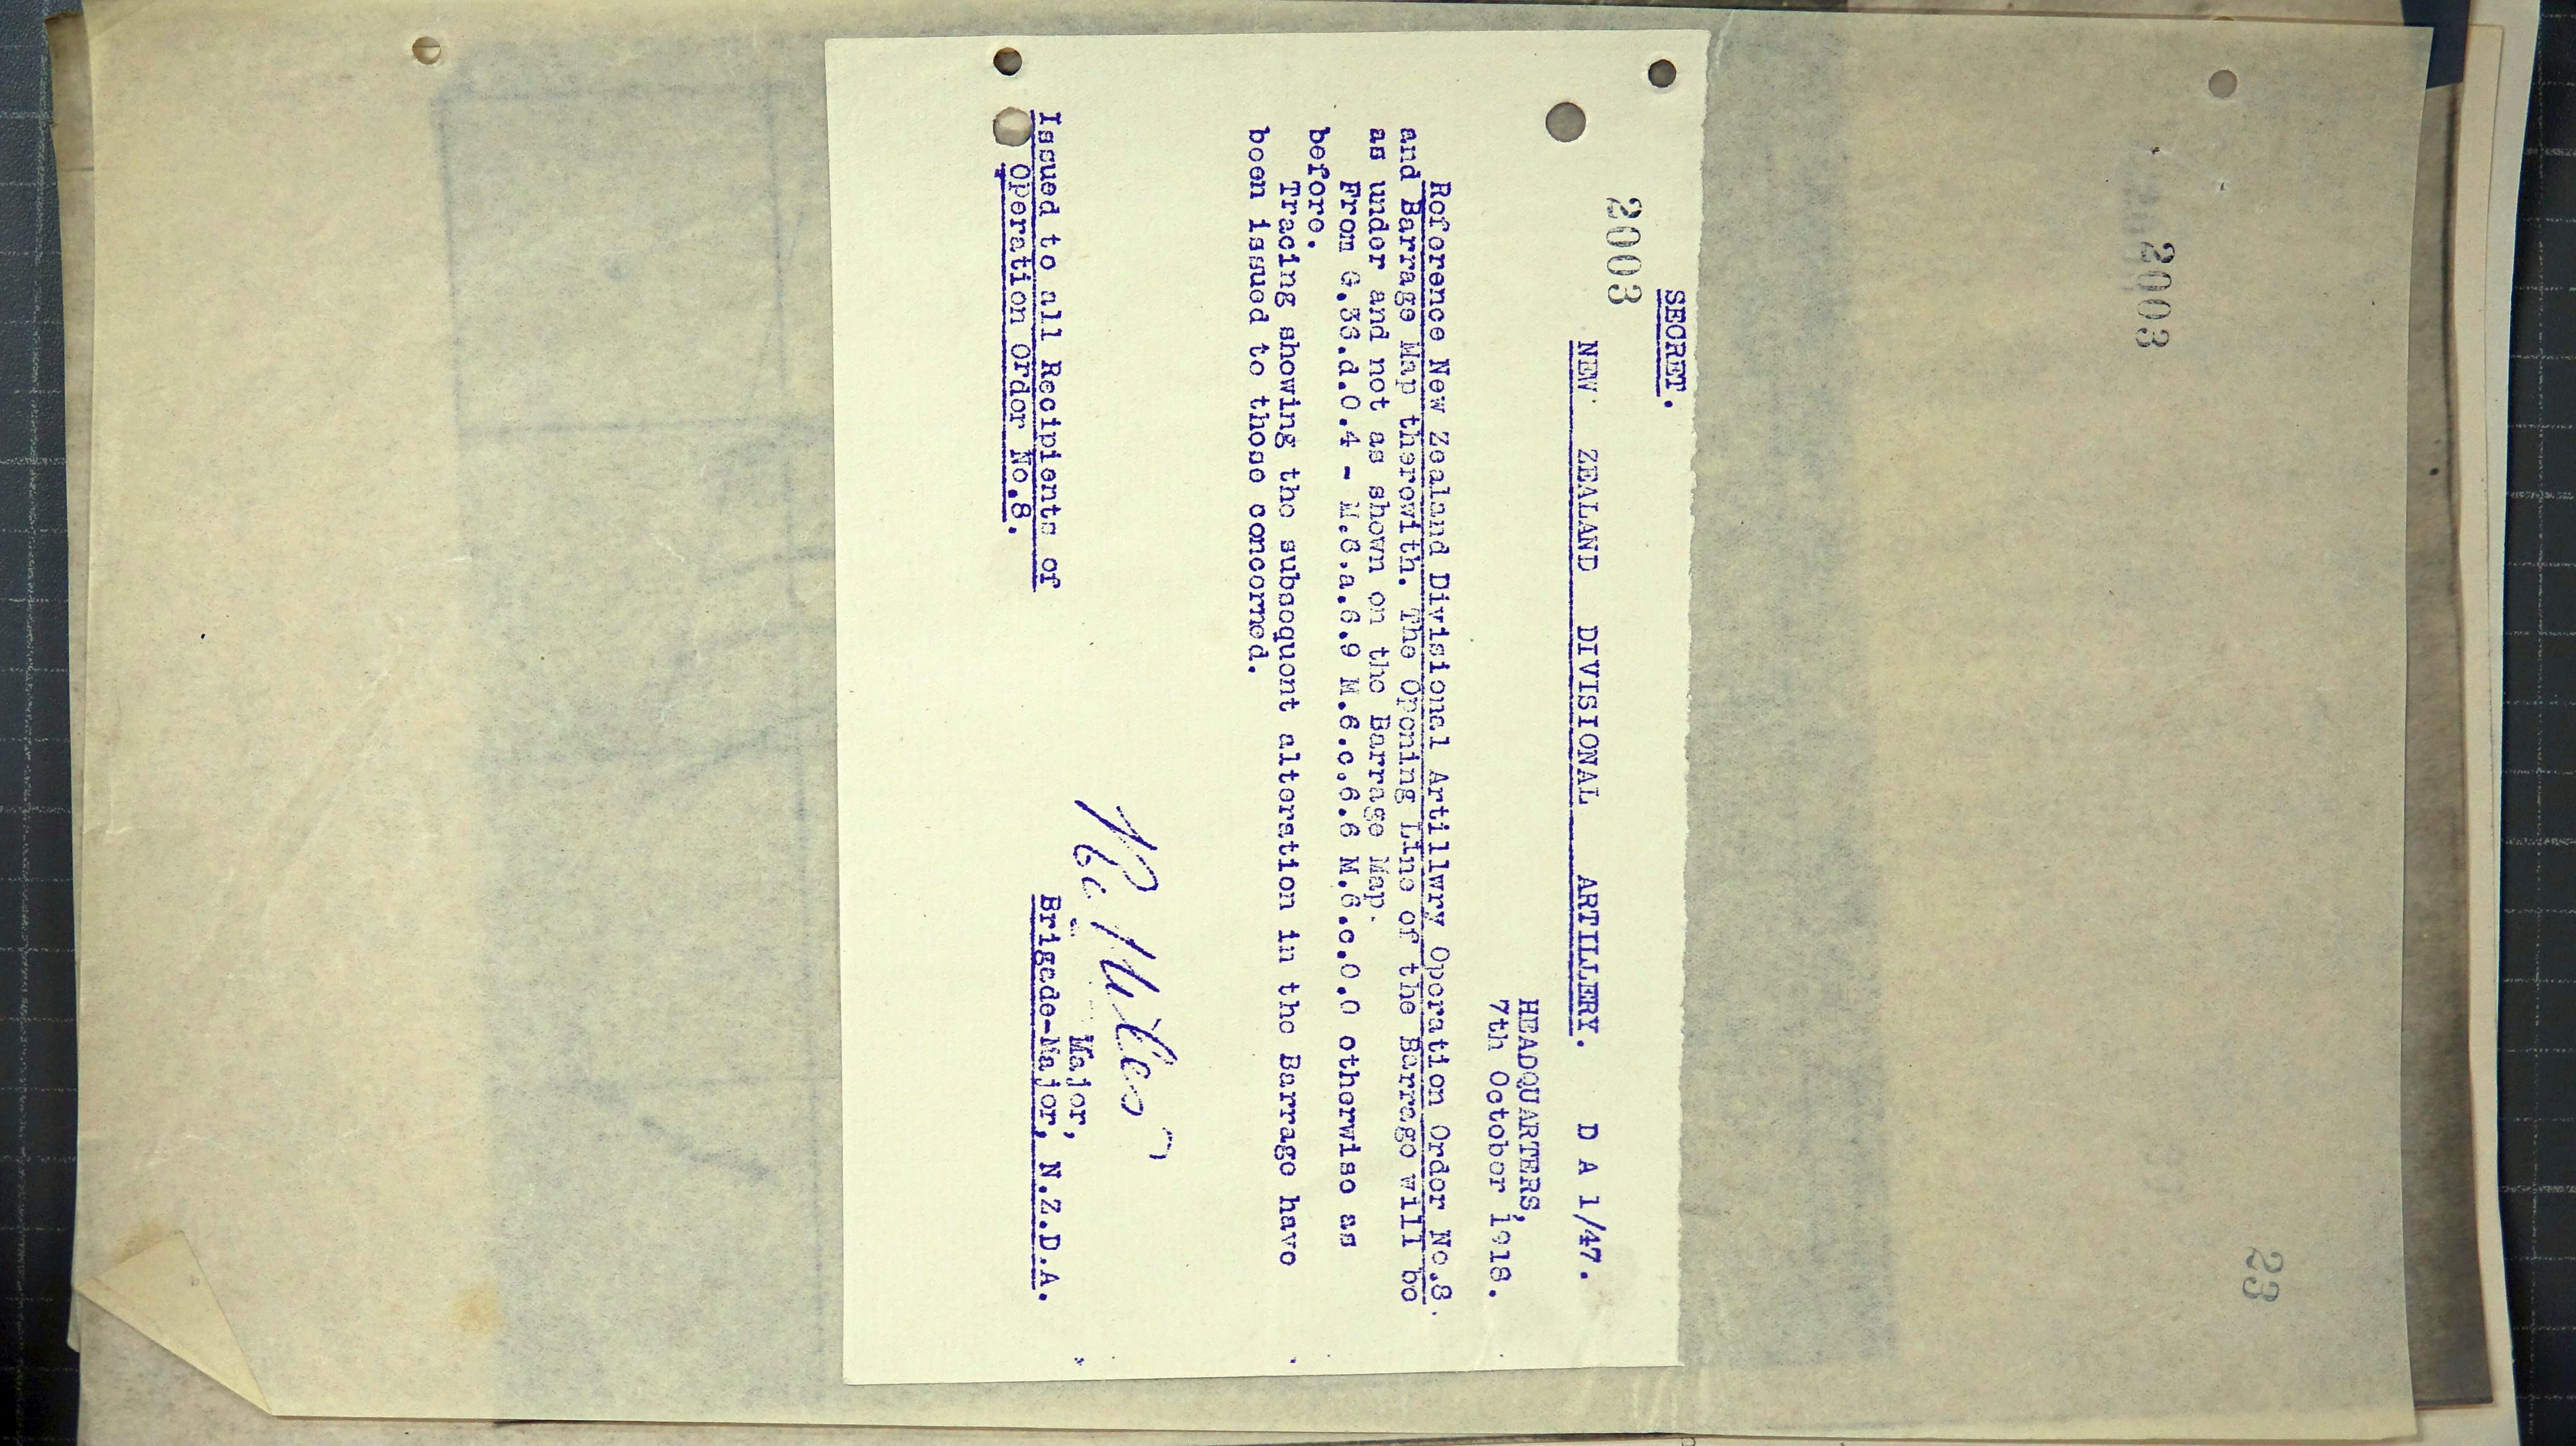 SECRET.
2003
NEW ZEALAND DIVISIONAL ARTILLERY. D A 1/47.
HEADQUARTERS,
7th October 1918.
Reference New Zealand Divisional Artillwry Operation Order No.8.
and Barrage Map therewith. The Opening Line of the Barrage will be
as under and not as shown on the Barrage Map.
From G.36.d.0.4 - M.6.a.6.9 M.6.c.6.6 M.6.c.0.0 otherwise as
before.
Tracing showing the subsequent alteration in the Barrage have
been issued to those concerned.
Major,
Issued to all Recipients of Brigade-Major, N.Z.D.A.
Operation Order No.8.
2003
23